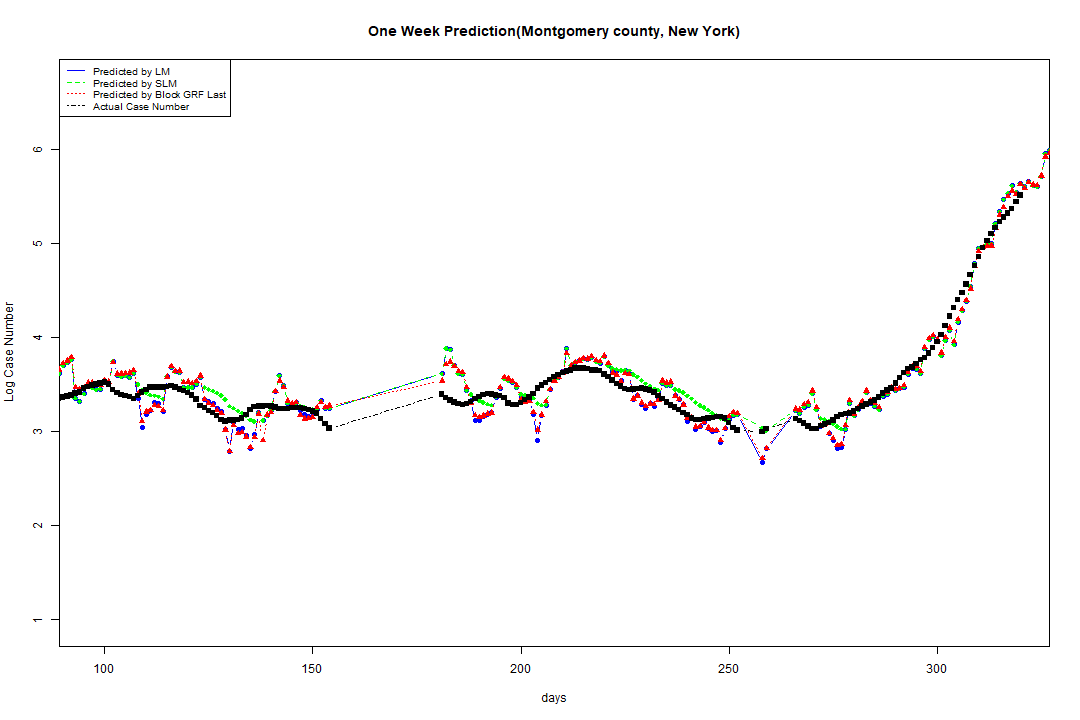 One Week Prediction(Montgomery county, New York)
Predicted by LM
Predicted by SLM
Predicted by Block GRF Last
Actual Case Number
6
5
4
3
2
1
Log Case Number
100 150 200 250 300
days